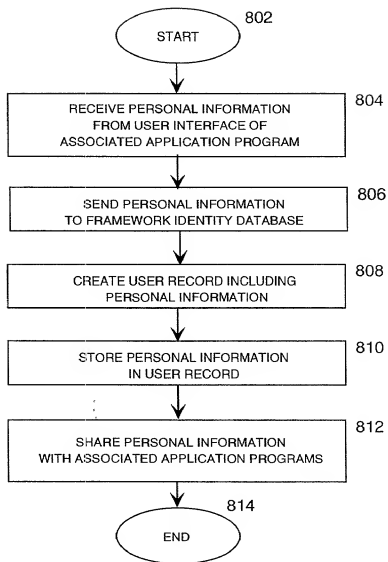 802
START
804
RECEIVE PERSONAL INFORMATION
FROM USER INTERFACE OF
ASSOCIATED APPLICATION PROGRAM
806
SEND PERSONAL INFORMATION
TO FRAMEWORK IDENTITY DATABASE
808
CREATE USER RECORD INCLUDING
PERSONAL INFORMATION
810
STORE PERSONAL INFORMATION
IN USER RECORD
812
SHARE PERSONAL INFORMATION
WITH ASSOCIATED APPLICATION PROGRAMS
814
END